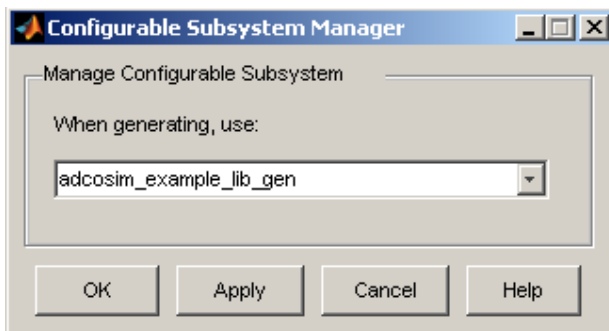 Configurable Subsystem Manager
Manage Configurable Subsystem
When generating, use:
adcosim_example_lib_gen
OK Apply Cancel Help